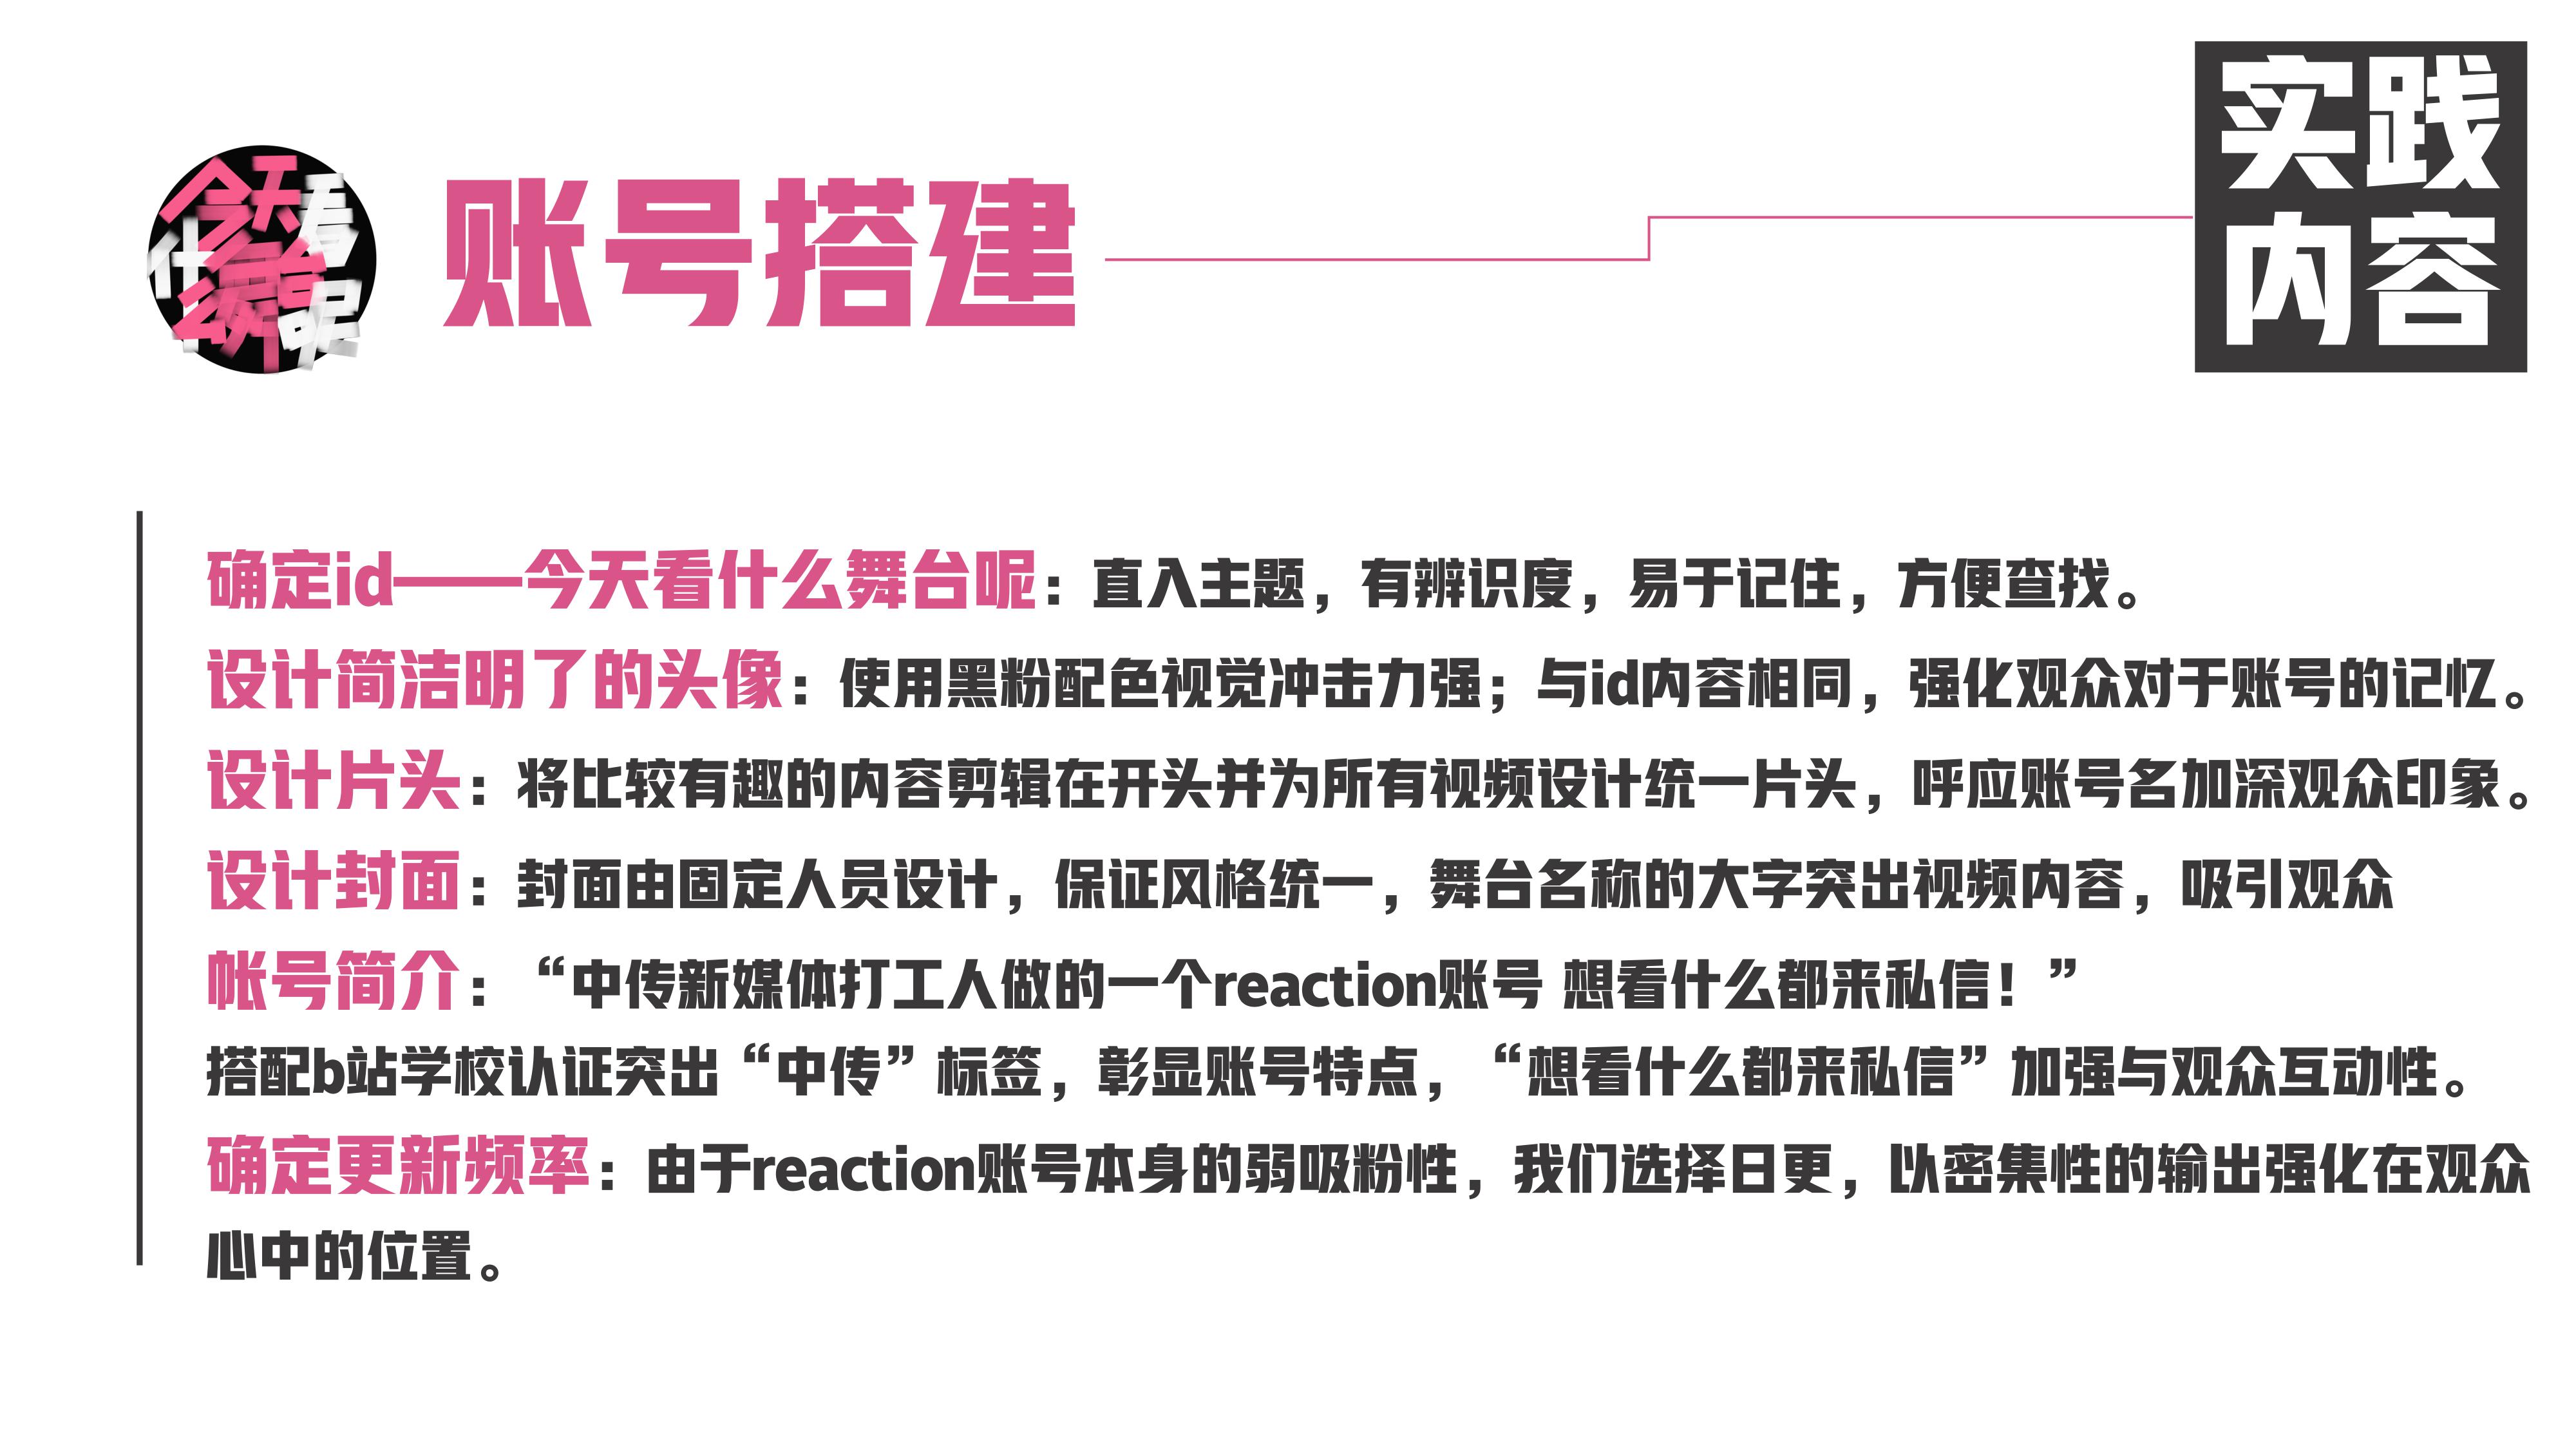 实践
内容
今天看
什么舞台呢
账号搭建
确定id——今天看什么舞台呢：直入主题，有辨识度，易于记住，方便查找。
设计简洁明了的头像：使用黑粉配色视觉冲击力强；与id内容相同，强化观众对于账号的记忆。
设计片头：将比较有趣的内容剪辑在开头并为所有视频设计统一片头，呼应账号名加深观众印象。
设计封面：封面由固定人员设计，保证风格统一，舞台名称的大字突出视频内容，吸引观众
帐号简介：“中传新媒体打工人做的一个reaction账号 想看什么都来私信！”
搭配b站学校认证突出“中传”标签，彰显账号特点，“想看什么都来私信”加强与观众互动性。
确定更新频率：由于reaction账号本身的弱吸粉性，我们选择日更，以密集性的输出强化在观众
心中的位置。